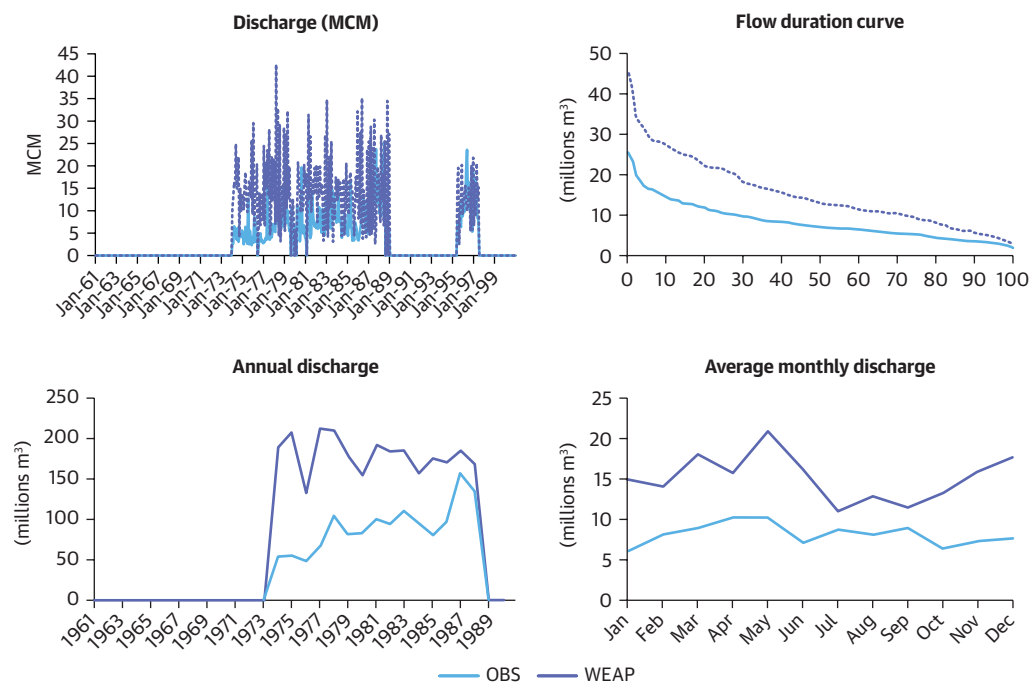 Discharge (MCM)
MCM
45
40
35
30
25
20
15
10
5
0
Jan-61
Jan-63
Jan-65
Jan-67
Jan-69
Jan-71
Jan-73
Jan-75
Jan-77
Jan-79
Jan-81
Jan-83
Jan-85
Jan-87
Jan-89
Jan-91
Jan-93
Jan-95
Jan-97
Jan-99
Flow duration curve
(millions m³)
50
40
30
20
10
0
0 10 20 30 40 50 60 70 80 90 100
Annual discharge
(millions m³)
250
200
150
100
50
0
1961
1963
1965
1967
1969
1971
1973
1975
1977
1979
1981
1983
1985
1987
1989
Average monthly discharge
(millions m³)
25
20
15
10
5
0
Jan
Feb
Mar
Apr
May
Jun
Jul
Aug
Sep
Oct
Nov
Dec
OBS WEAP